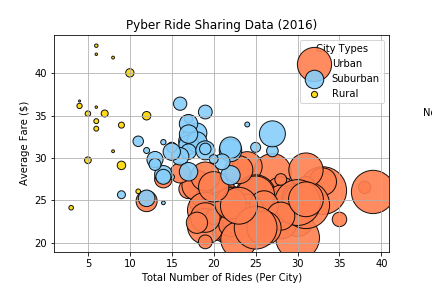 Pyber Ride Sharing Data (2016)
Average Fare ($)
40
35
30
25
20
5
10
15
20
25
30
35
40
Total Number of Rides (Per City)
City Types
Urban
Suburban
Rural
No